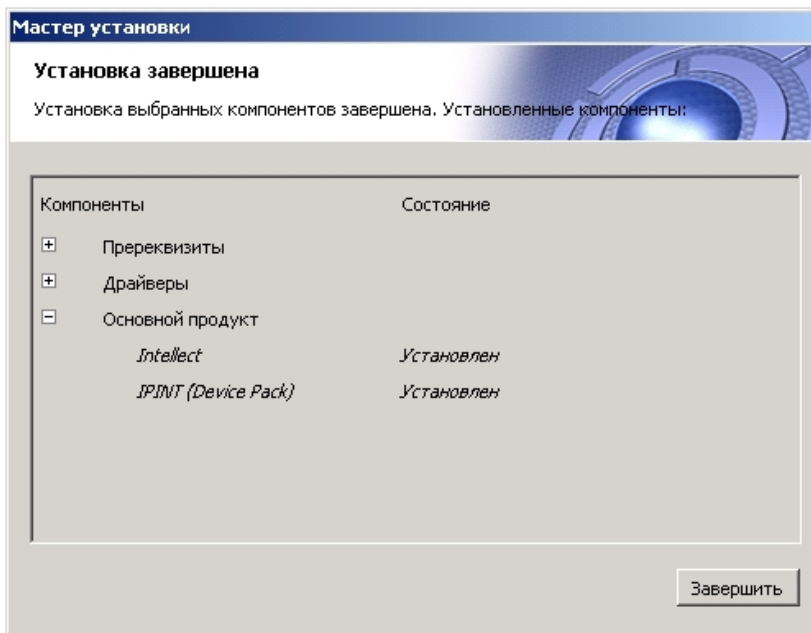 Мастер установки
Установка завершена
Установка выбранных компонентов завершена. Установленные компоненты:
Компоненты Состояние
Пререквизиты
Драйверы
Основной продукт
Intellect Установлен
IPINT (Device Pack) Установлен
Завершить